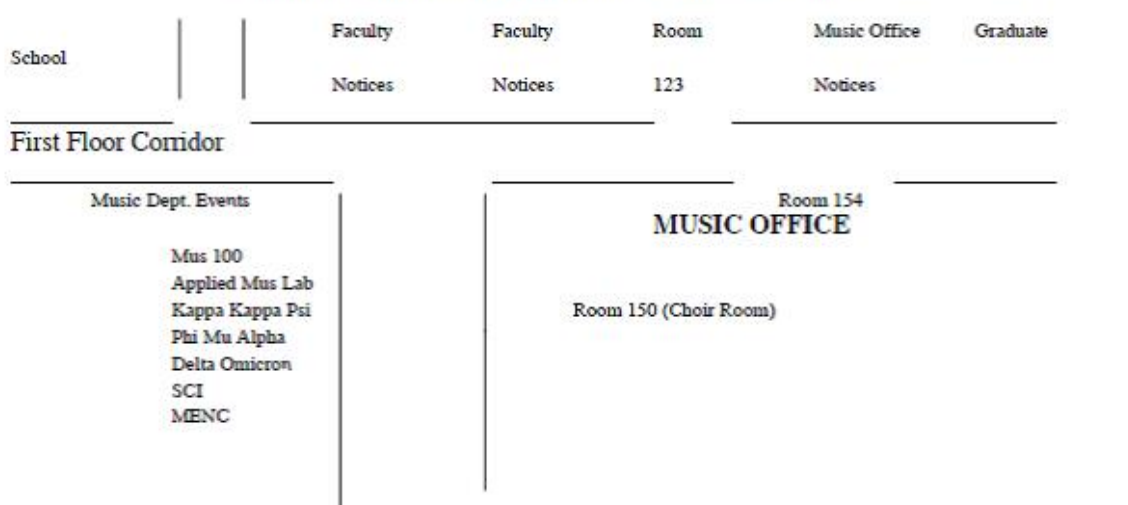 Faculty Faculty Room Music Office Graduate
School
Notices Notices 123 Notices
First Floor Corridor
Music Dept. Events
Room 154
MUSIC OFFICE
Mus 100
Applied Mus Lab
Kappa Kappa Psi
Room 150 (Choir Room)
Phi Mu Alpha
Delta Omicron
SCI
MENC